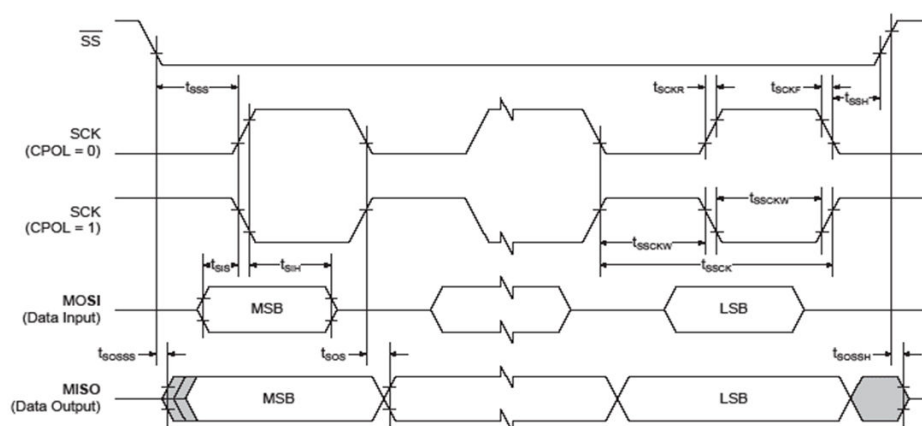 SS
tSSS
tSCKR
tSCKF
tSSH
SCK
(CPOL = 0)
SCK
(CPOL = 1)
tSSCKW
tSSCKW
tSIS
tSIH
tSSCK
MOSI
(Data Input)
MSB
LSB
tSOSSS
tSOS
tSOSSH
MISO
(Data Output)
MSB
LSB